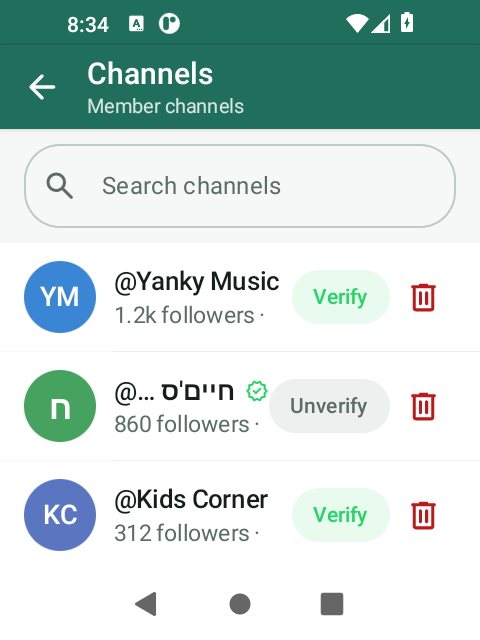 8:34
Channels
Member channels
Search channels
YM
@Yanky Music
1.2k followers ·
Verify
ח
@... חיים'ס
860 followers ·
Unverify
KC
@Kids Corner
312 followers ·
Verify